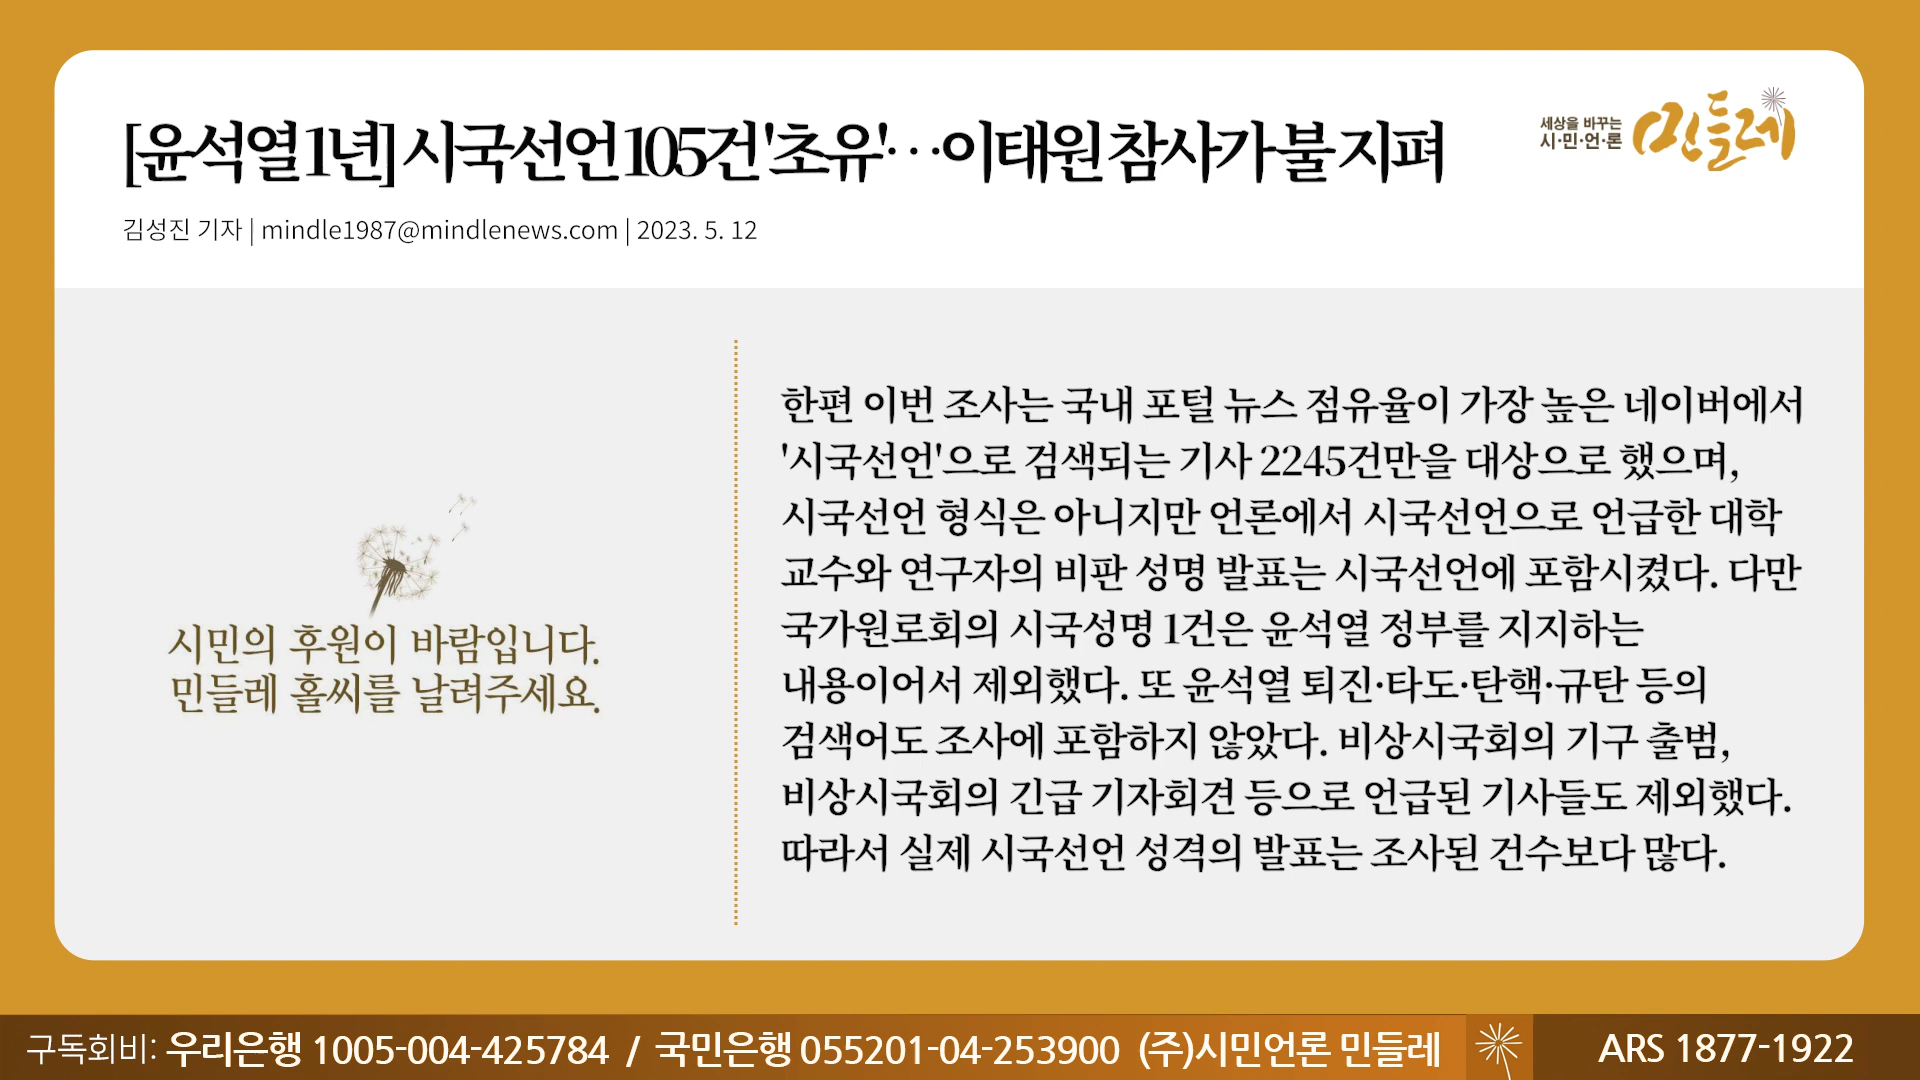 [윤석열 1년] 시국선언 105건 '초유'…이태원 참사가 불 지펴
세상을 바꾸는
시·민·언·론
민들레
김성진 기자 | mindle1987@mindlenews.com | 2023. 5. 12
시민의 후원이 바람입니다.
민들레 홀씨를 날려주세요.
한편 이번 조사는 국내 포털 뉴스 점유율이 가장 높은 네이버에서
'시국선언'으로 검색되는 기사 2245건만을 대상으로 했으며,
시국선언 형식은 아니지만 언론에서 시국선언으로 언급한 대학
교수와 연구자의 비판 성명 발표는 시국선언에 포함시켰다. 다만
국가원로회의 시국성명 1건은 윤석열 정부를 지지하는
내용이어서 제외했다. 또 윤석열 퇴진·타도·탄핵·규탄 등의
검색어도 조사에 포함하지 않았다. 비상시국회의 기구 출범,
비상시국회의 긴급 기자회견 등으로 언급된 기사들도 제외했다.
따라서 실제 시국선언 성격의 발표는 조사된 건수보다 많다.
구독회비: 우리은행 1005-004-425784 / 국민은행 055201-04-253900 (주)시민언론 민들레
ARS 1877-1922